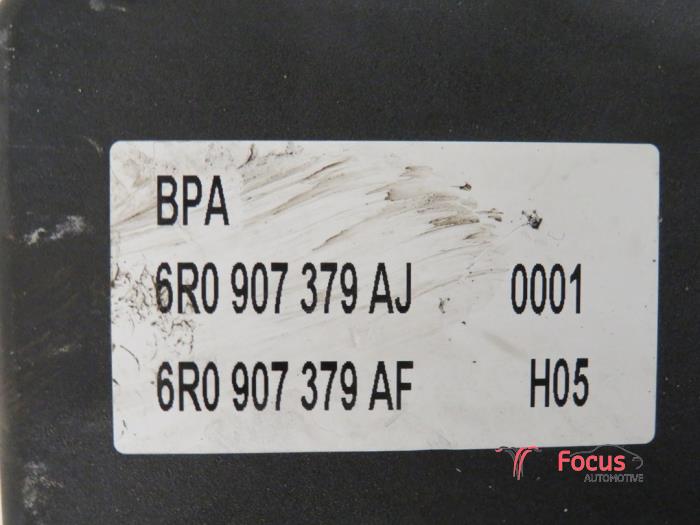 BPA
6R0 907 379 AJ 0001
6R0 907 379 AF H05
Focus
AUTOMOTIVE